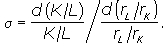 σ = d(K/L)/K/L / d(r_L/r_K)/r_L/r_K.